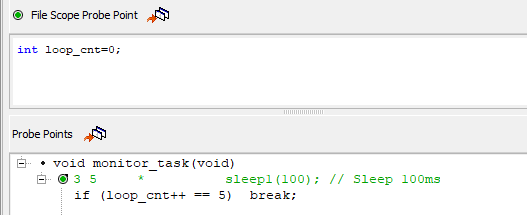 File Scope Probe Point
int loop_cnt=0;
Probe Points
void monitor_task(void)
3 5 * sleep1(100); // Sleep 100ms
if (loop_cnt++ == 5) break;